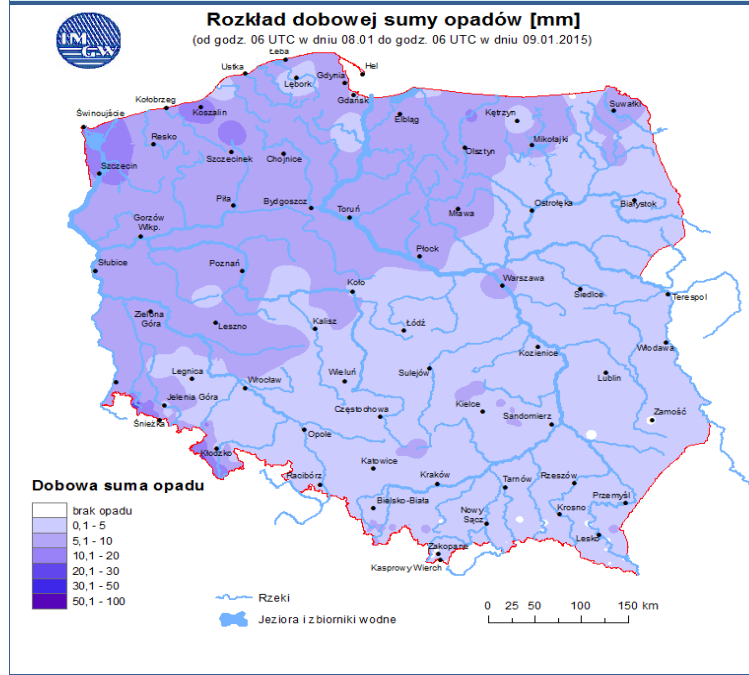 Rozkład dobowej sumy opadów [mm]
(od godz. 06 UTC w dniu 08.01 do godz. 06 UTC w dniu 09.01.2015)
IM
GW
Łeba
Hel
Ustka
Lębork
Gdynia
Gdańsk
Kołobrzeg
Koszalin
Świnoujście
Elbląg
Kętrzyn
Suwałki
Resko
Szczecinek
Chojnice
Olsztyn
Mikołajki
Szczecin
Piła
Bydgoszcz
Toruń
Mława
Ostrołęka
Białystok
Gorzów
Wlkp.
Płock
Słubice
Poznań
Koło
Warszawa
Siedlce
Terespol
Zielona
Góra
Leszno
Kalisz
Łódź
Kozienice
Włodawa
Legnica
Wrocław
Wieluń
Sulejów
Lublin
Jelenia Góra
Częstochowa
Kielce
Sandomierz
Zamość
Śnieżka
Opole
Kłodzko
Katowice
Racibórz
Kraków
Tarnów
Rzeszów
Przemyśl
Bielsko-Biała
Nowy
Sącz
Krosno
Lesko
Zakopane
Kasprowy Wierch
Dobowa suma opadu
brak opadu
0,1 - 5
5,1 - 10
10,1 - 20
20,1 - 30
30,1 - 50
50,1 - 100
Rzeki
Jeziora i zbiorniki wodne
0 25 50 100 150 km